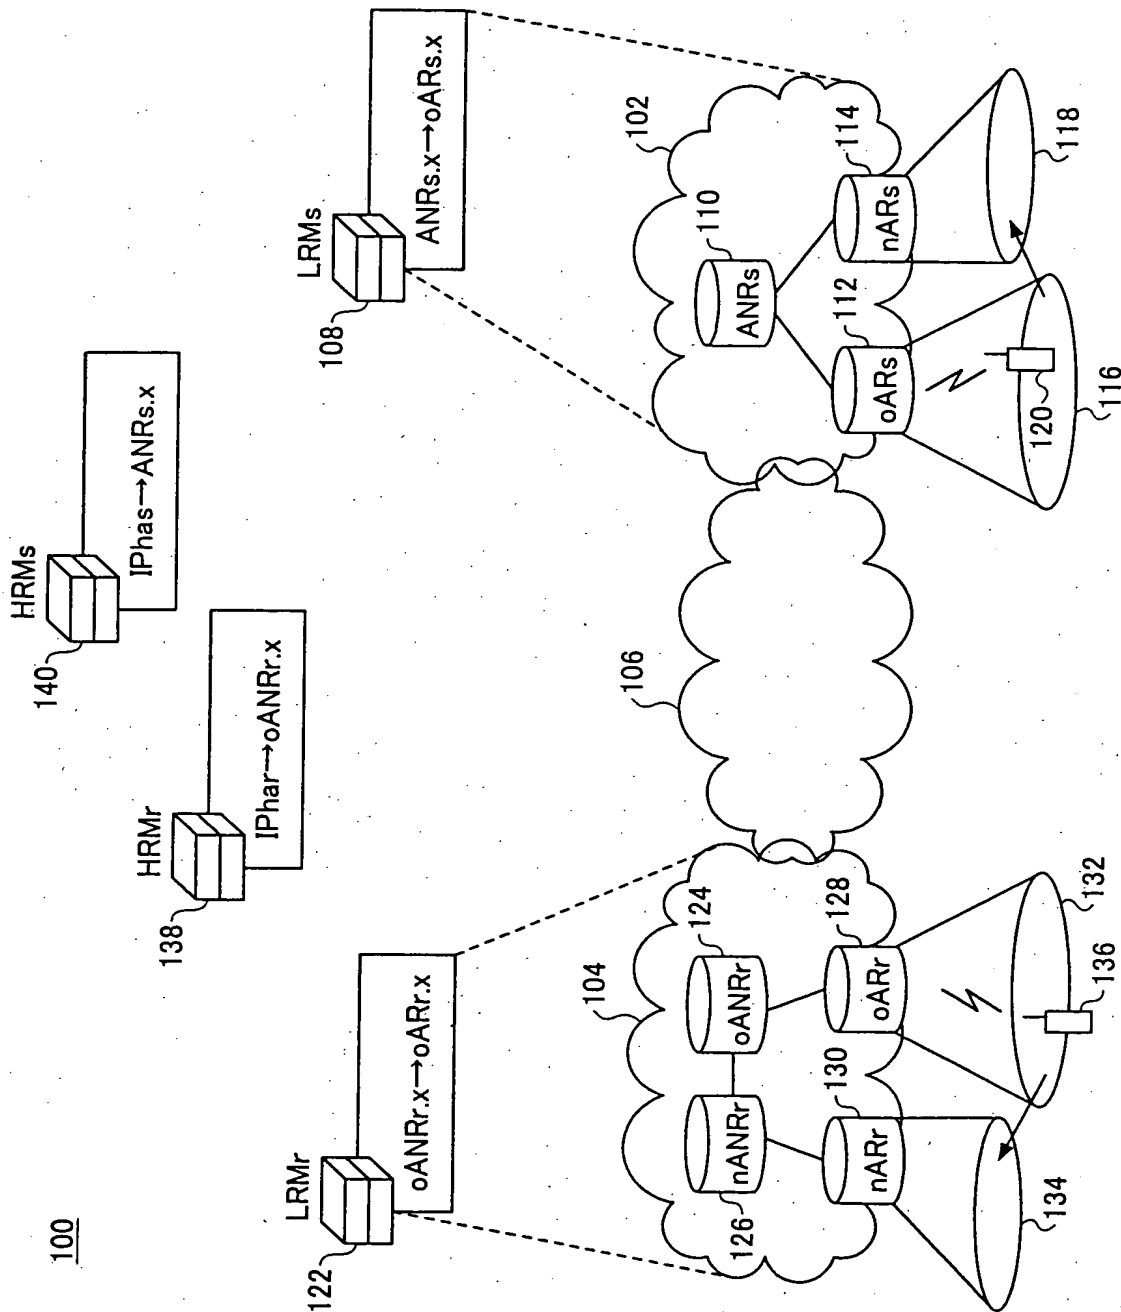 100
HRMs
140
IPhas→ANRs.x
HRMr
138
IPhar→oANRr.x
LRMr
122
oANRr.x→oARr.x
LRMs
108
ANRs.x→oARs.x
104
106
102
124
oANRr
nANRr
126
128
oARr
130
nARr
132
134
136
110
ANRs
112
oARs
114
nARs
116
118
120